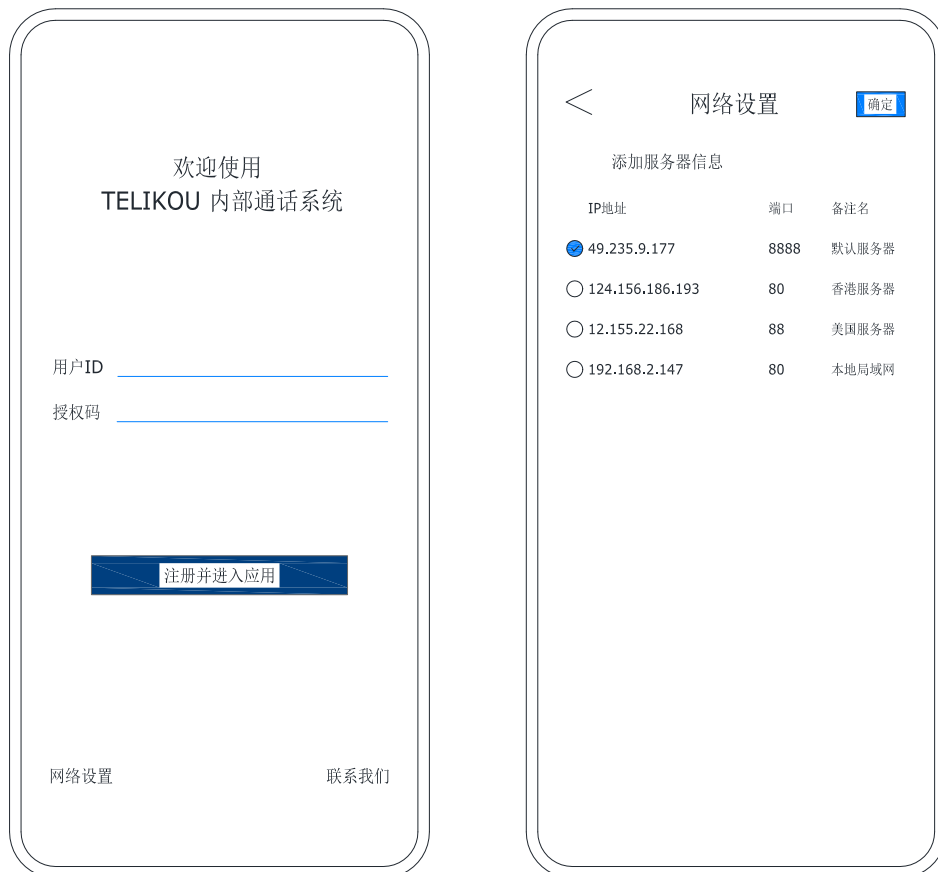 欢迎使用
TELIKOU 内部通话系统
用户ID
授权码
注册并进入应用
网络设置
联系我们
网络设置
确定
添加服务器信息
IP地址 端口 备注名
49.235.9.177 8888 默认服务器
124.156.186.193 80 香港服务器
12.155.22.168 88 美国服务器
192.168.2.147 80 本地局域网